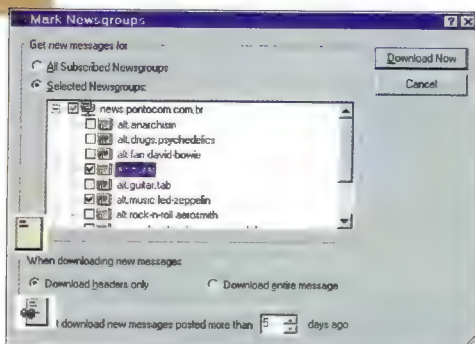 Mark Newsgroups
Get new messages for
All Subscribed Newsgroups
Selected Newsgroups:
Download Now
Cancel
news.pontocom.com.br
alt.anarchism
alt.drugs.psychedelics
alt.fan.david-bowie
alt.guitar.tab
alt.music.led-zeppelin
alt.rock-n-roll.aerosmith
When downloading new messages
Download headers only
Download entire message
t download new messages posted more than 5 days ago